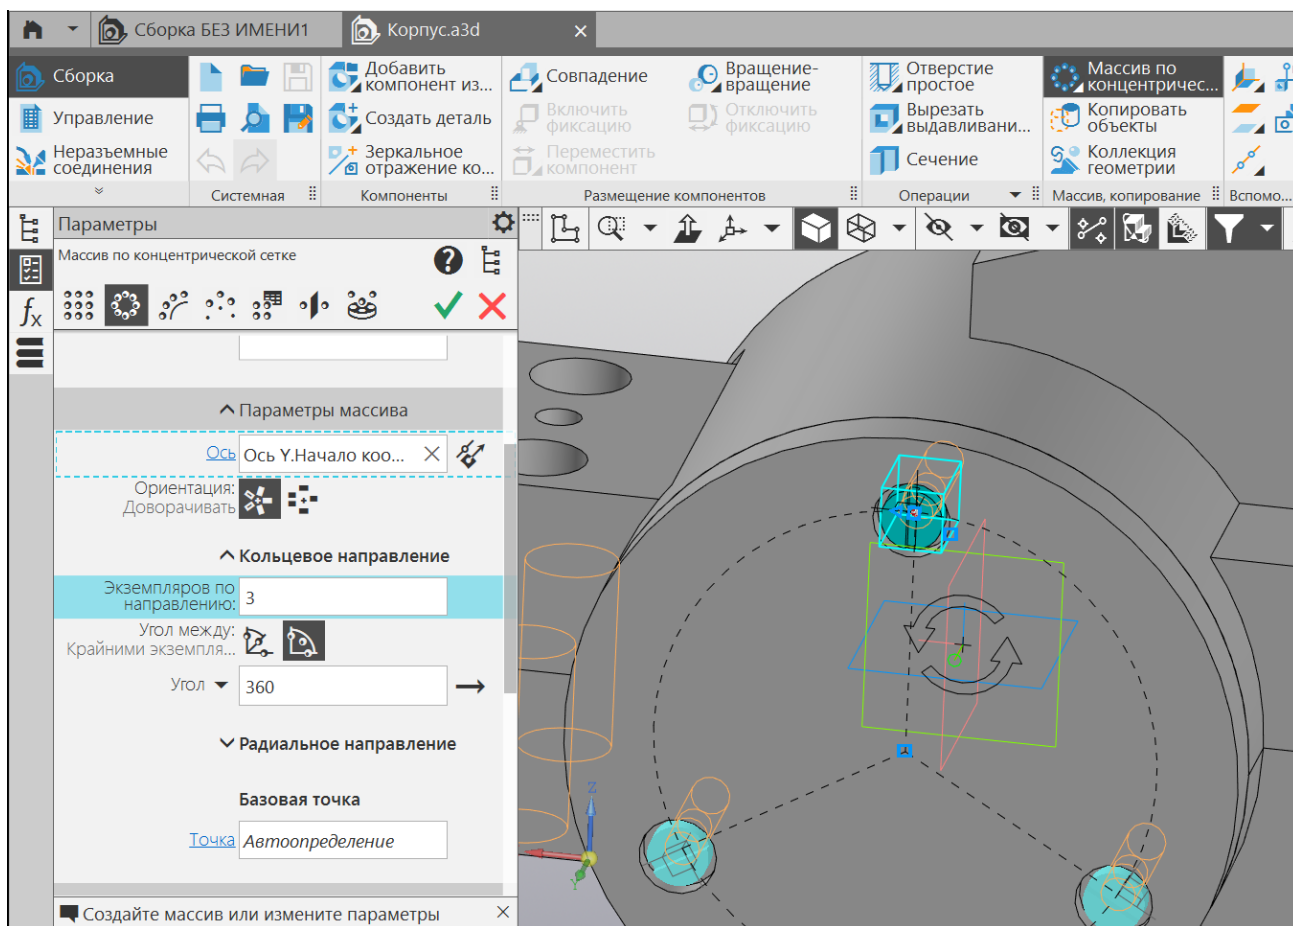 Сборка БЕЗ ИМЕНИ1
Корпус.a3d
Сборка
Управление
Неразъемные
соединения
Системная
Добавить
компонент из...
Создать деталь
Зеркальное
отражение ко...
Компоненты
Совпадение
Включить
фиксацию
Переместить
компонент
Вращение-
вращение
Отключить
фиксацию
Размещение компонентов
Отверстие
простое
Вырезать
выдавливани...
Сечение
Операции
Массив по
концентричес...
Копировать
объекты
Коллекция
геометрии
Массив, копирование
Вспомо...
Параметры
Массив по концентрической сетке
fx
Параметры массива
Ось
Ось Y.Начало коо...
Ориентация:
Доворачивать
Кольцевое направление
Экземпляров по
направлению:
3
Угол между:
Крайними экземпля...
Угол
360
Радиальное направление
Базовая точка
Точка
Автоопределение
Создайте массив или измените параметры
Z
Y